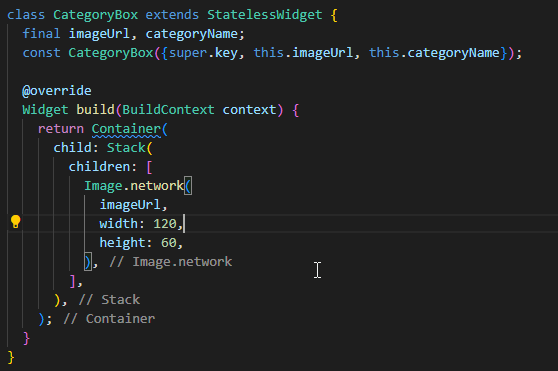 class CategoryBox extends StatelessWidget {
  final imageUrl, categoryName;
  const CategoryBox({super.key, this.imageUrl, this.categoryName});

  @override
  Widget build(BuildContext context) {
    return Container(
      child: Stack(
        children: [
          Image.network(
            imageUrl,
            width: 120,
            height: 60,
          ), // Image.network
        ],
      ), // Stack
    ); // Container
  }
}